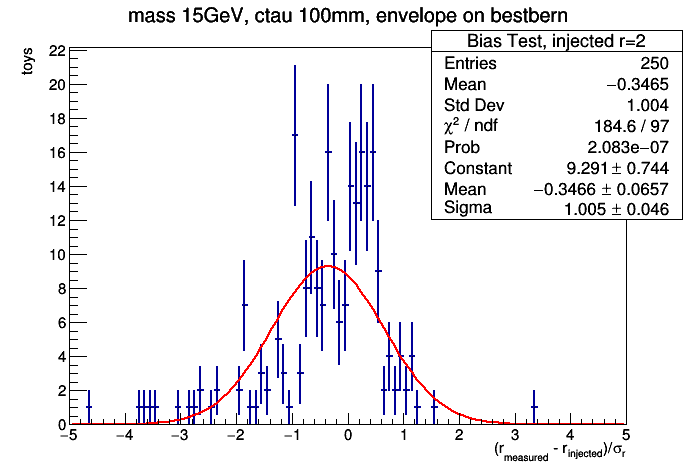 mass 15GeV, ctau 100mm, envelope on bestbern
Bias Test, injected r=2
Entries 250
Mean −0.3465
Std Dev 1.004
χ² / ndf 184.6 / 97
Prob 2.083e−07
Constant 9.291 ± 0.744
Mean −0.3466 ± 0.0657
Sigma 1.005 ± 0.046
toys
22
20
18
16
14
12
10
8
6
4
2
0
−5 −4 −3 −2 −1 0 1 2 3 4 5
(r_measured - r_injected)/σ_r